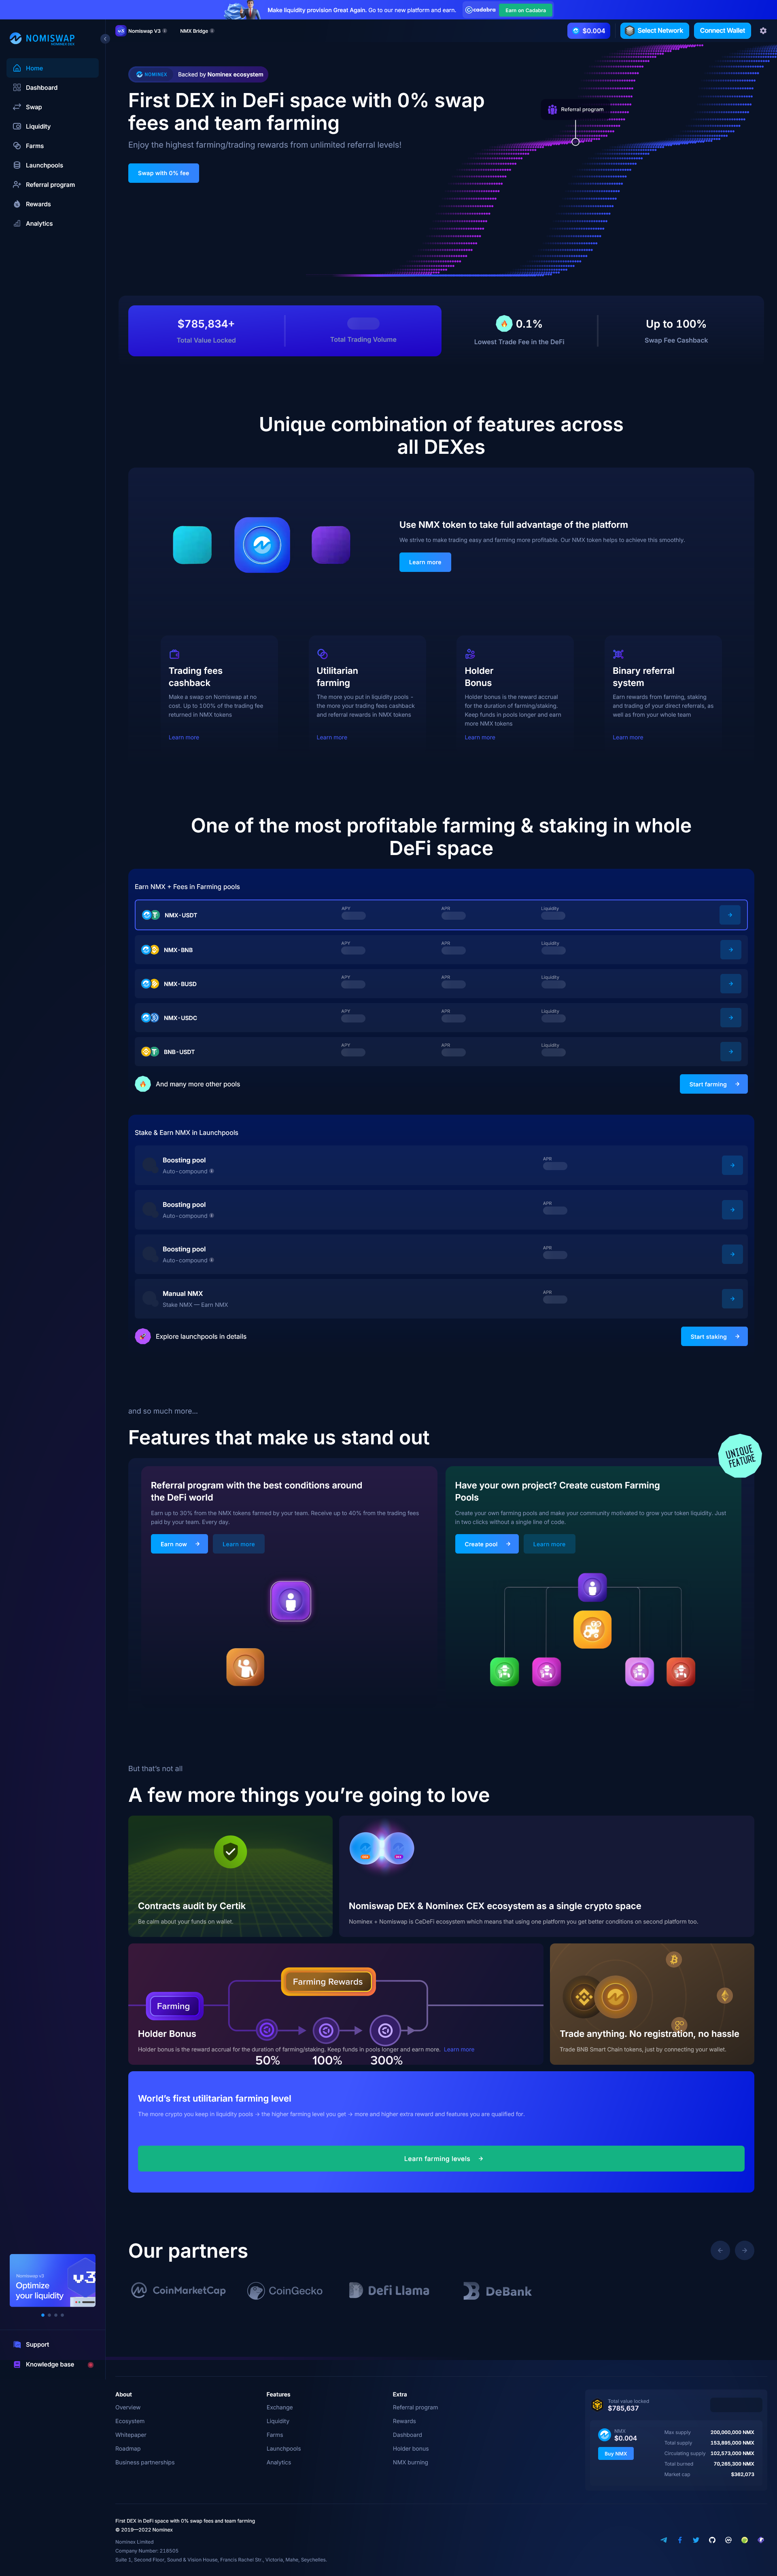 Make liquidity provision Great Again. Go to our new platform and earn.
cadabra
Earn on Cadabra
NOMISWAP
NOMINEX DEX
Nomiswap V3
NMX Bridge
$0.004
Select Network
Connect Wallet
Home
Dashboard
Swap
Liquidity
Farms
Launchpools
Referral program
Rewards
Analytics
NOMINEX
Backed by Nominex ecosystem
First DEX in DeFi space with 0% swap
fees and team farming
Enjoy the highest farming/trading rewards from unlimited referral levels!
Swap with 0% fee
Referral program
$785,834+
Total Value Locked
Total Trading Volume
0.1%
Lowest Trade Fee in the DeFi
Up to 100%
Swap Fee Cashback
Unique combination of features across
all DEXes
Use NMX token to take full advantage of the platform
We strive to make trading easy and farming more profitable. Our NMX token helps to achieve this smoothly.
Learn more
Trading fees
cashback
Make a swap on Nomiswap at no
cost. Up to 100% of the trading fee
returned in NMX tokens
Learn more
Utilitarian
farming
The more you put in liquidity pools -
the more your trading fees cashback
and referral rewards in NMX tokens
Learn more
Holder
Bonus
Holder bonus is the reward accrual
for the duration of farming/staking.
Keep funds in pools longer and earn
more NMX tokens
Learn more
Binary referral
system
Earn rewards from farming, staking
and trading of your direct referrals, as
well as from your whole team
Learn more
One of the most profitable farming & staking in whole
DeFi space
Earn NMX + Fees in Farming pools
NMX-USDT
APY
APR
Liquidity
NMX-BNB
APY
APR
Liquidity
NMX-BUSD
APY
APR
Liquidity
NMX-USDC
APY
APR
Liquidity
BNB-USDT
APY
APR
Liquidity
And many more other pools
Start farming
Stake & Earn NMX in Launchpools
Boosting pool
Auto-compound
APR
Boosting pool
Auto-compound
APR
Boosting pool
Auto-compound
APR
Manual NMX
Stake NMX — Earn NMX
APR
Explore launchpools in details
Start staking
and so much more...
Features that make us stand out
UNIQUE
FEATURE
Referral program with the best conditions around
the DeFi world
Earn up to 30% from the NMX tokens farmed by your team. Receive up to 40% from the trading fees
paid by your team. Every day.
Earn now
Learn more
Have your own project? Create custom Farming
Pools
Create your own farming pools and make your community motivated to grow your token liquidity. Just
in two clicks without a single line of code.
Create pool
Learn more
But that's not all
A few more things you're going to love
Contracts audit by Certik
Be calm about your funds on wallet.
Nomiswap DEX & Nominex CEX ecosystem as a single crypto space
Nominex + Nomiswap is CeDeFi ecosystem which means that using one platform you get better conditions on second platform too.
Farming Rewards
Farming
Holder Bonus
Holder bonus is the reward accrual for the duration of farming/staking. Keep funds in pools longer and earn more. Learn more
50%
100%
300%
Trade anything. No registration, no hassle
Trade BNB Smart Chain tokens, just by connecting your wallet.
World's first utilitarian farming level
The more crypto you keep in liquidity pools → the higher farming level you get → more and higher extra reward and features you are qualified for.
Learn farming levels
Our partners
CoinMarketCap
CoinGecko
Defi Llama
DeBank
Nomiswap v3
Optimize
your liquidity
v3
Support
Knowledge base
About
Overview
Ecosystem
Whitepaper
Roadmap
Business partnerships
Features
Exchange
Liquidity
Farms
Launchpools
Analytics
Extra
Referral program
Rewards
Dashboard
Holder bonus
NMX burning
Total value locked
$785,637
NMX
$0.004
Buy NMX
Max supply 200,000,000 NMX
Total supply 153,895,000 NMX
Circulating supply 102,573,000 NMX
Total burned 70,265,300 NMX
Market cap $362,073
First DEX in DeFi space with 0% swap fees and team farming
© 2019—2022 Nominex
Nominex Limited
Company Number: 218505
Suite 1, Second Floor, Sound & Vision House, Francis Rachel Str., Victoria, Mahe, Seychelles.